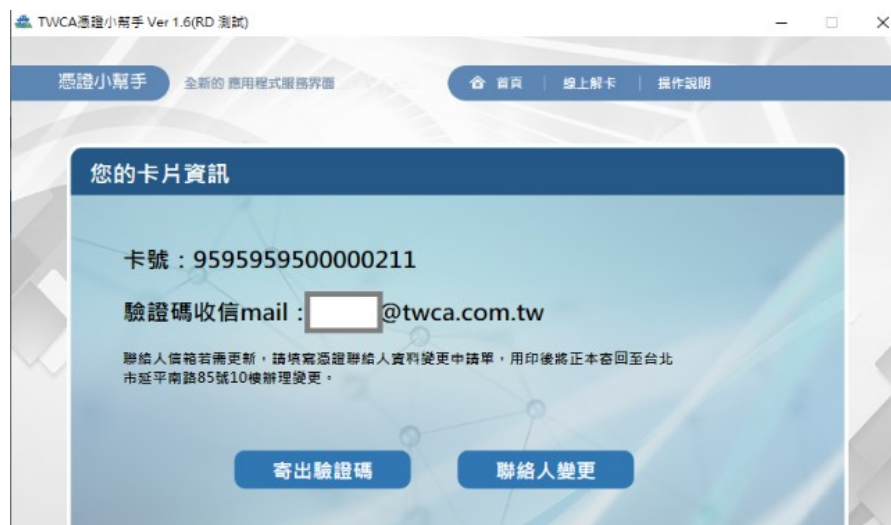 TWCA憑證小幫手 Ver 1.6(RD 測試)
憑證小幫手 全新的 應用程式服務界面 首頁 | 線上解卡 | 操作說明
您的卡片資訊
卡號：9595959500000211
驗證碼收信mail： @twca.com.tw
聯絡人信箱若需更新，請填寫憑證聯絡人資料變更申請單，用印後將正本寄回至台北
市延平南路85號10樓辦理變更。
寄出驗證碼 聯絡人變更